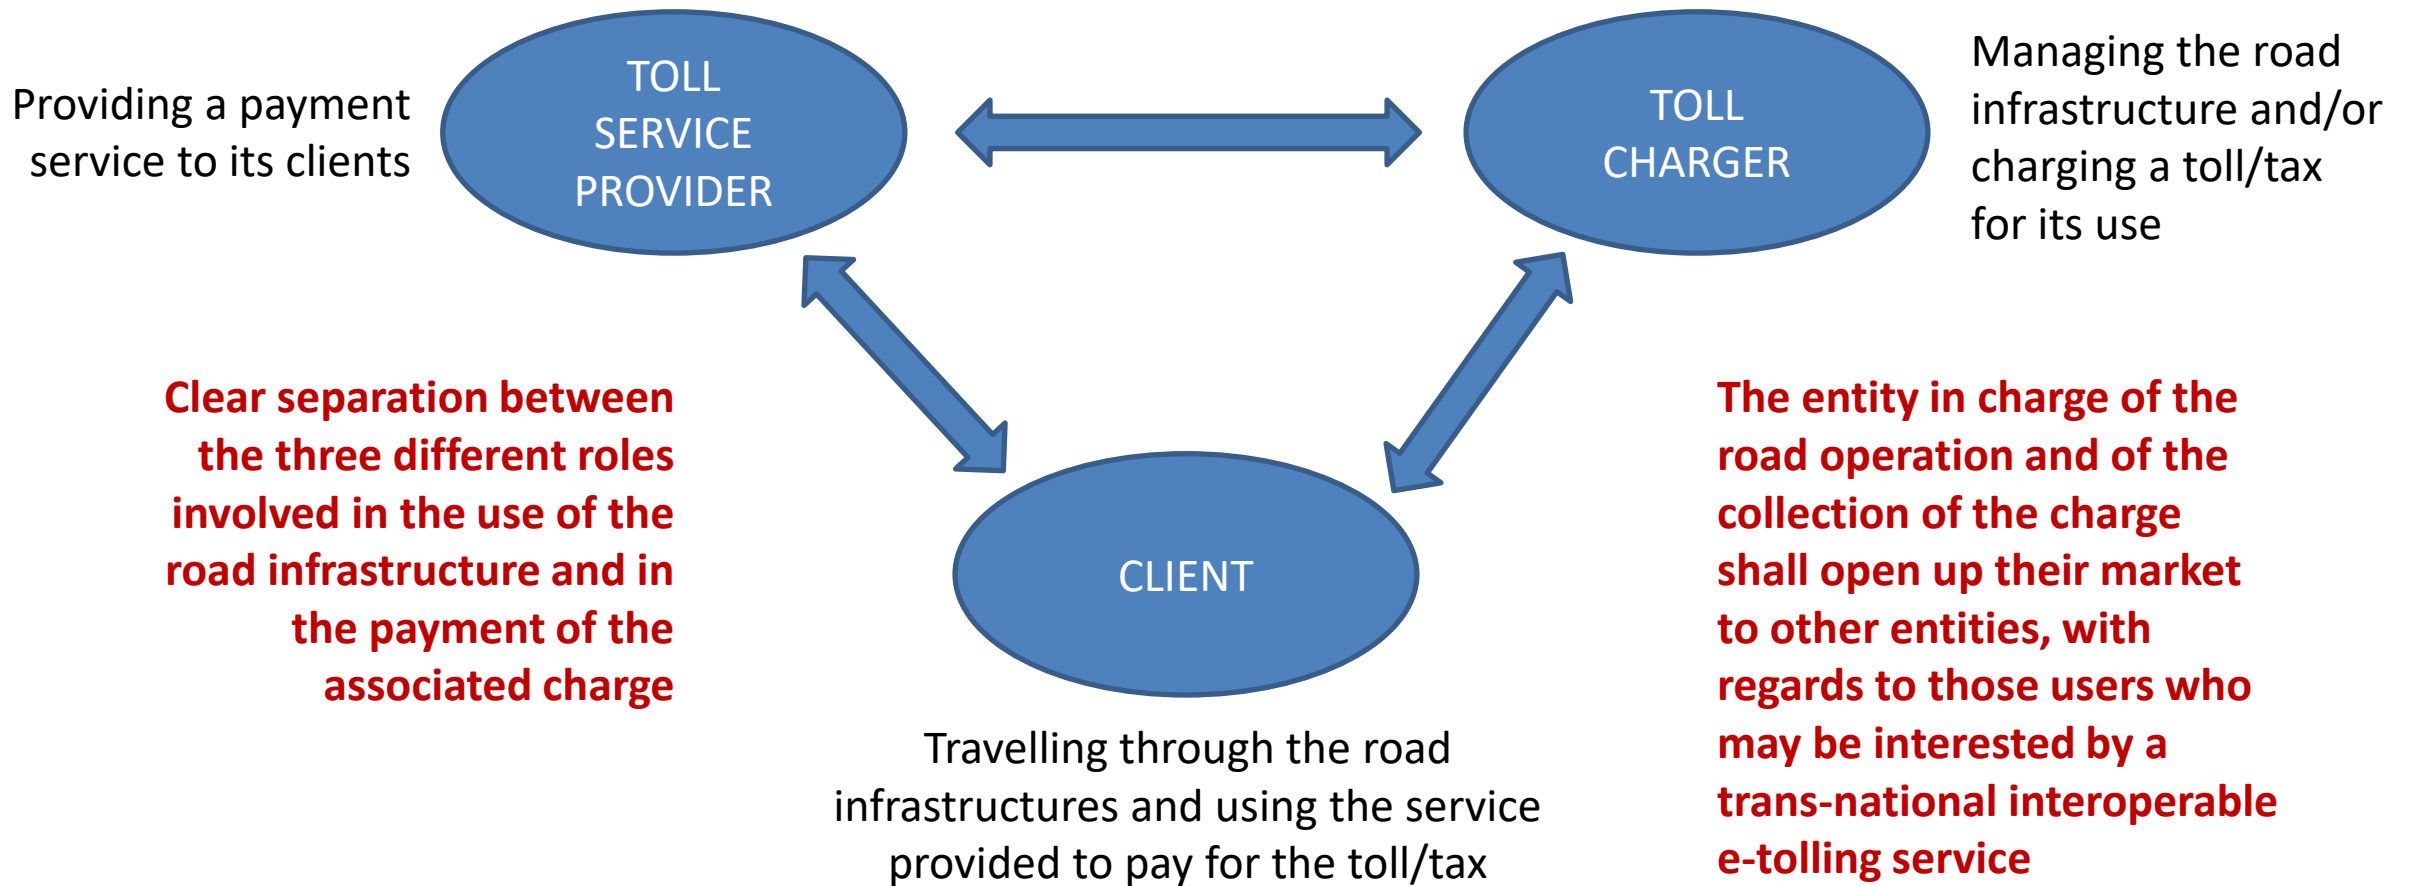 Providing a payment
service to its clients
TOLL
SERVICE
PROVIDER
TOLL
CHARGER
Managing the road
infrastructure and/or
charging a toll/tax
for its use
Clear separation between
the three different roles
involved in the use of the
road infrastructure and in
the payment of the
associated charge
CLIENT
Travelling through the road
infrastructures and using the service
provided to pay for the toll/tax
The entity in charge of the
road operation and of the
collection of the charge
shall open up their market
to other entities, with
regards to those users who
may be interested by a
trans-national interoperable
e-tolling service